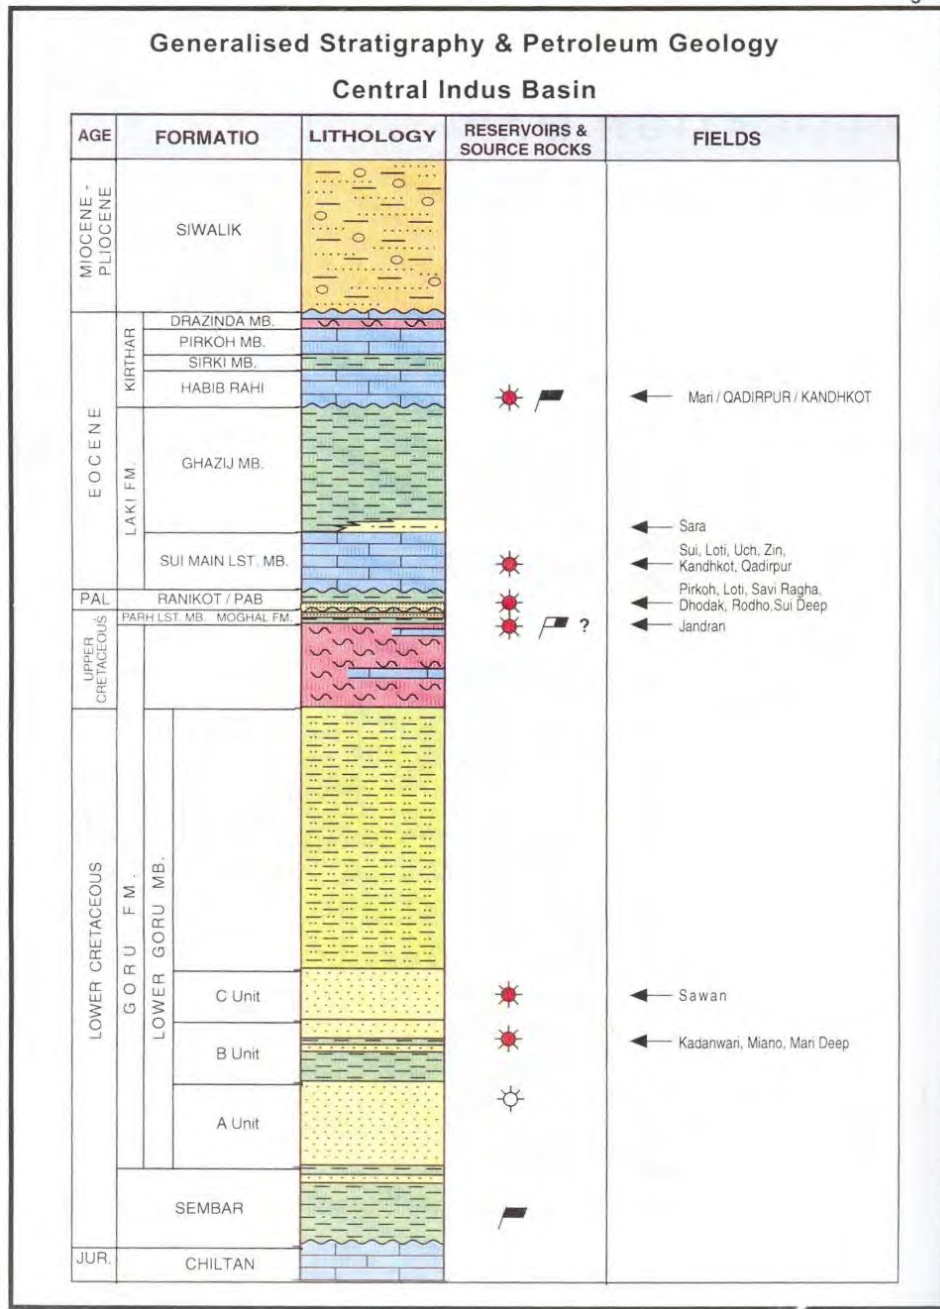 Generalised Stratigraphy & Petroleum Geology
Central Indus Basin
AGE
FORMATIO
LITHOLOGY
RESERVOIRS &
SOURCE ROCKS
FIELDS
MIOCENE -
PLIOCENE
SIWALIK
EOCENE
KIRTHAR
DRAZINDA MB.
PIRKOH MB.
SIRKI MB.
HABIB RAHI
Mari / QADIRPUR / KANDHKOT
LAKI FM.
GHAZIJ MB.
Sara
SUI MAIN LST. MB.
Sui, Loti, Uch, Zin,
Kandhkot, Qadirpur
PAL
RANIKOT / PAB
Pirkoh, Loti, Savi Ragha,
Dhodak, Rodho, Sui Deep
UPPER
CRETACEOUS
PARH LST. MB. MOGHAL FM.
?
Jandran
LOWER CRETACEOUS
GORU FM.
LOWER GORU MB.
C Unit
Sawan
B Unit
Kadanwari, Miano, Mari Deep
A Unit
SEMBAR
JUR.
CHILTAN